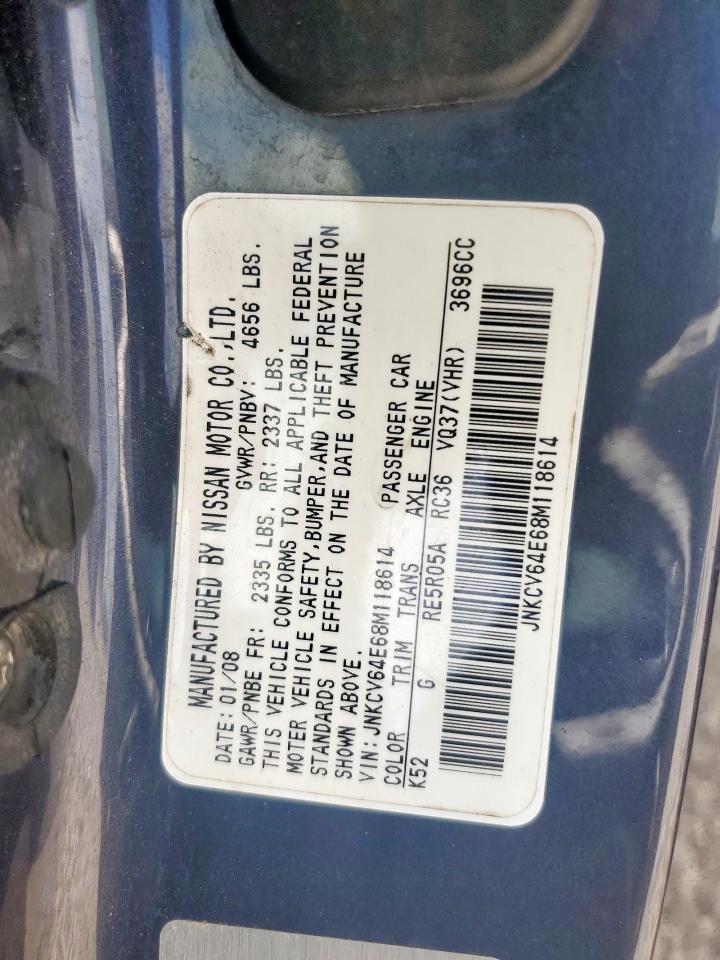 MANUFACTURED BY NISSAN MOTOR CO.,LTD.
DATE: 01/08 GVWR/PNBV: 4656 LBS.
GAWR/PNBE FR: 2335 LBS. RR: 2337 LBS.
THIS VEHICLE CONFORMS TO ALL APPLICABLE FEDERAL
MOTER VEHICLE SAFETY,BUMPER,AND THEFT PREVENTION
STANDARDS IN EFFECT ON THE DATE OF MANUFACTURE
SHOWN ABOVE.
VIN: JNKCV64E68M118614 PASSENGER CAR
COLOR TRIM TRANS AXLE ENGINE
K52 G RE5R05A RC36 VQ37(VHR) 3696CC
JNKCV64E68M118614